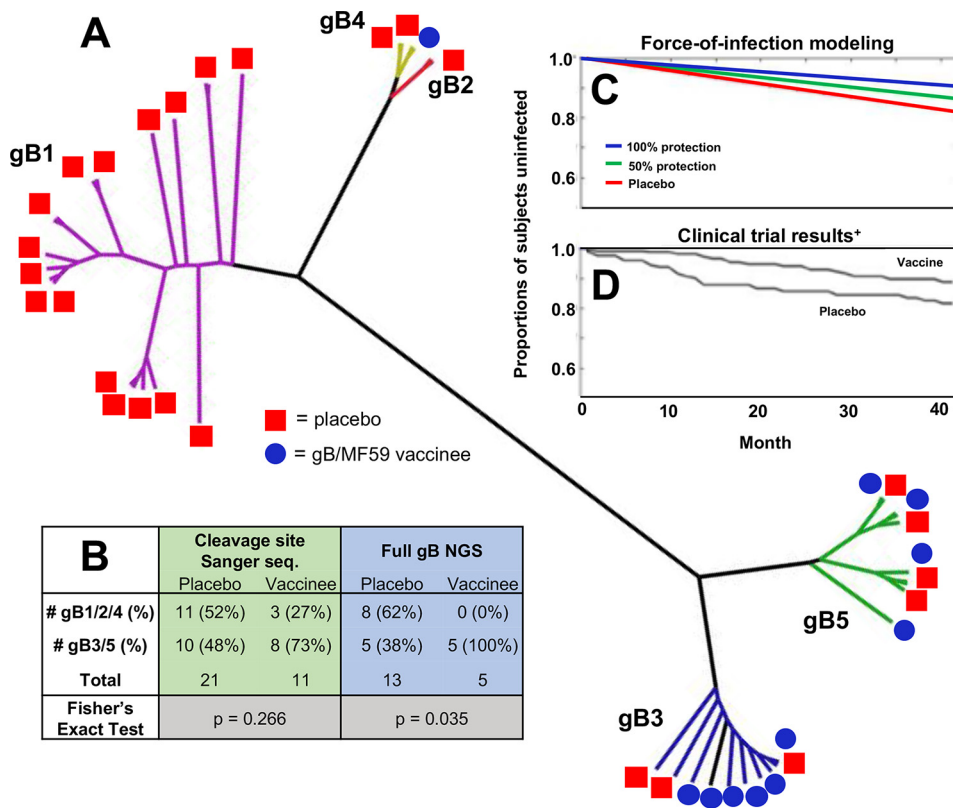 A
gB4
gB2
gB1
= placebo
= gB/MF59 vaccinee
Force-of-infection modeling
1.0
C
0.8
0.6
100% protection
50% protection
Placebo
Proportions of subjects uninfected
Clinical trial results+
1.0
D
Vaccine
Placebo
0.8
0.6
0 10 20 30 40
Month
B
Cleavage site
Sanger seq.
Full gB NGS
Placebo Vaccinee Placebo Vaccinee
# gB1/2/4 (%) 11 (52%) 3 (27%) 8 (62%) 0 (0%)
# gB3/5 (%) 10 (48%) 8 (73%) 5 (38%) 5 (100%)
Total 21 11 13 5
Fisher's
Exact Test
p = 0.266 p = 0.035
gB5
gB3